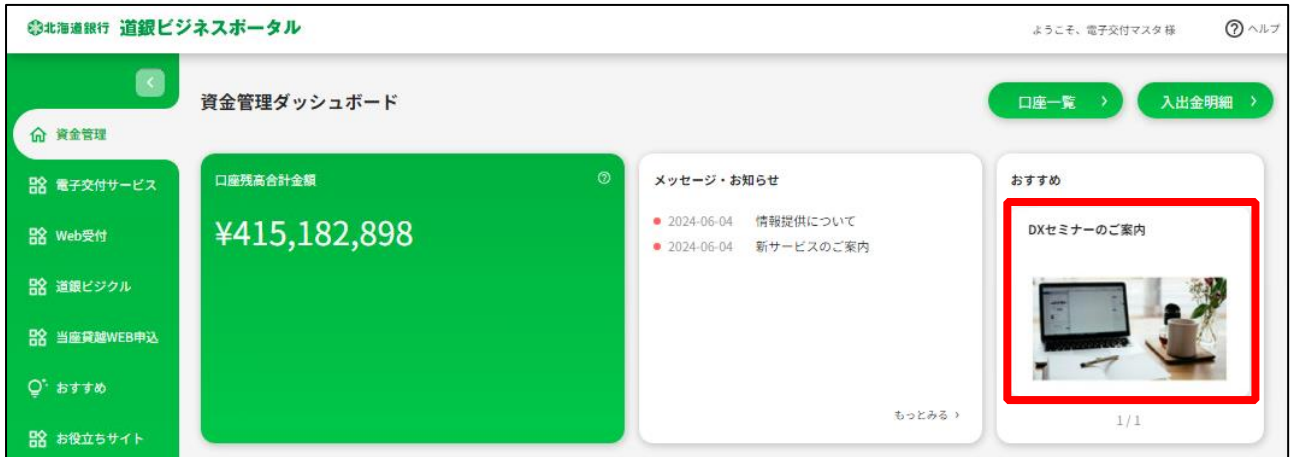 北海道銀行 道銀ビジネスポータル
ようこそ、電子交付マスタ 様
ヘルプ
資金管理ダッシュボード
口座一覧
入出金明細
資金管理
電子交付サービス
Web受付
道銀ビジクル
当座貸越WEB申込
おすすめ
お役立ちサイト
口座残高合計金額
¥415,182,898
メッセージ・お知らせ
2024-06-04 情報提供について
2024-06-04 新サービスのご案内
もっとみる
おすすめ
DXセミナーのご案内
1 / 1